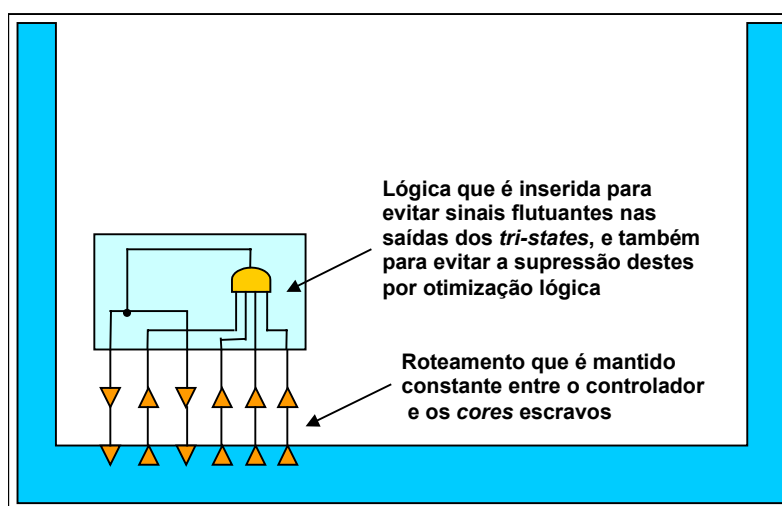 Lógica que é inserida para
evitar sinais flutuantes nas
saídas dos tri-states, e também
para evitar a supressão destes
por otimização lógica
Roteamento que é mantido
constante entre o controlador
e os cores escravos